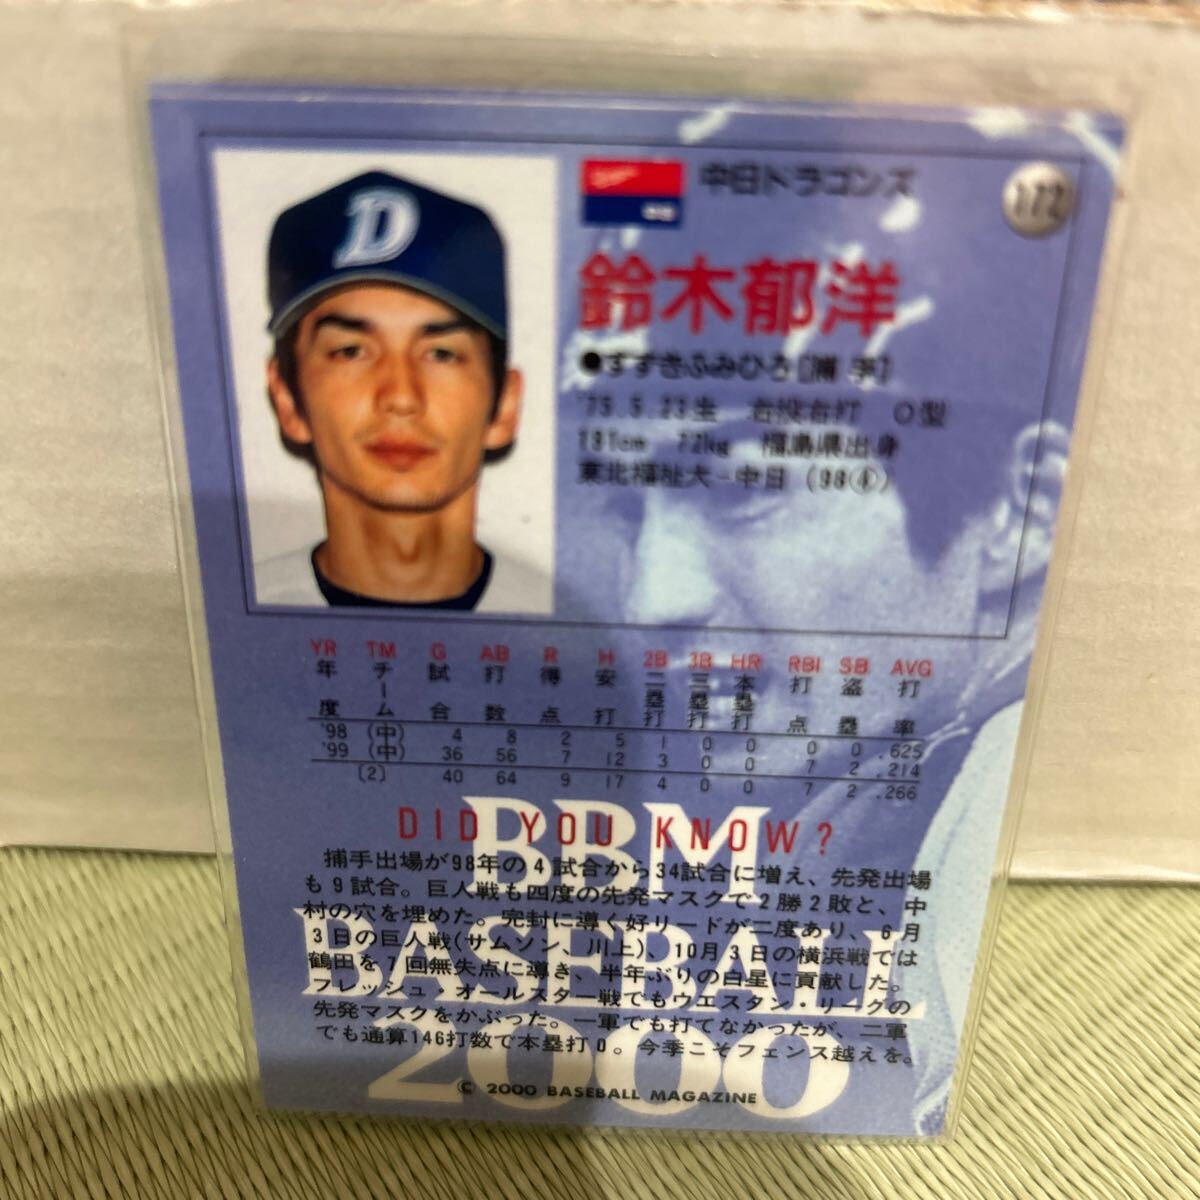 D
中日ドラゴンズ
172
鈴木郁洋
●すずきふみひろ[捕 手]
'75.5.23生 右投右打 O型
181cm 72kg 福島県出身
東北福祉大-中日 (98④)
YR TM G AB R H 2B 3B HR RBI SB AVG
年度 チーム 試合 打数 得点 安打 二塁打 三塁打 本塁打 打点 盗塁 打率
'98 (中) 4 8 2 5 1 0 0 0 0 .625
'99 (中) 36 56 7 12 3 0 0 7 2 .214
〔2〕 40 64 9 17 4 0 0 7 2 .266
BBM
BASEBALL
2000
DID YOU KNOW?
捕手出場が98年の4試合から34試合に増え、先発出場
も9試合。巨人戦も四度の先発マスクで2勝2敗と、中
村の穴を埋めた。完封に導く好リードが二度あり、6月
3日の巨人戦(サムソン、川上)、10月3日の横浜戦では
鶴田を7回無失点に導き、半年ぶりの白星に貢献した。
フレッシュ・オールスター戦でもウエスタン・リーグの
先発マスクをかぶった。一軍でも打てなかったが、二軍
でも通算146打数で本塁打0。今季こそフェンス越えを。
© 2000 BASEBALL MAGAZINE